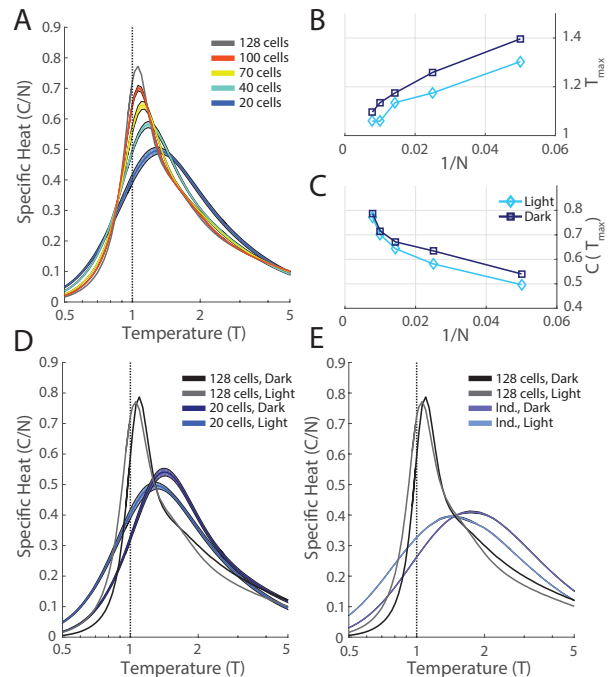 A
Specific Heat (C/N)
0.9
0.8
0.7
0.6
0.5
0.4
0.3
0.2
0.1
0
0.5
1
2
5
Temperature (T)
128 cells
100 cells
70 cells
40 cells
20 cells
B
1.4
1.2
1
T max
0
0.02
0.04
0.06
1/N
C
Light
Dark
0.8
0.7
0.6
0.5
0.4
C ( T max)
0
0.02
0.04
0.06
1/N
D
Specific Heat (C/N)
0.9
0.8
0.7
0.6
0.5
0.4
0.3
0.2
0.1
0
0.5
1
2
5
Temperature (T)
128 cells, Dark
128 cells, Light
20 cells, Dark
20 cells, Light
E
Specific Heat (C/N)
0.9
0.8
0.7
0.6
0.5
0.4
0.3
0.2
0.1
0
0.5
1
2
5
Temperature (T)
128 cells, Dark
128 cells, Light
Ind., Dark
Ind., Light